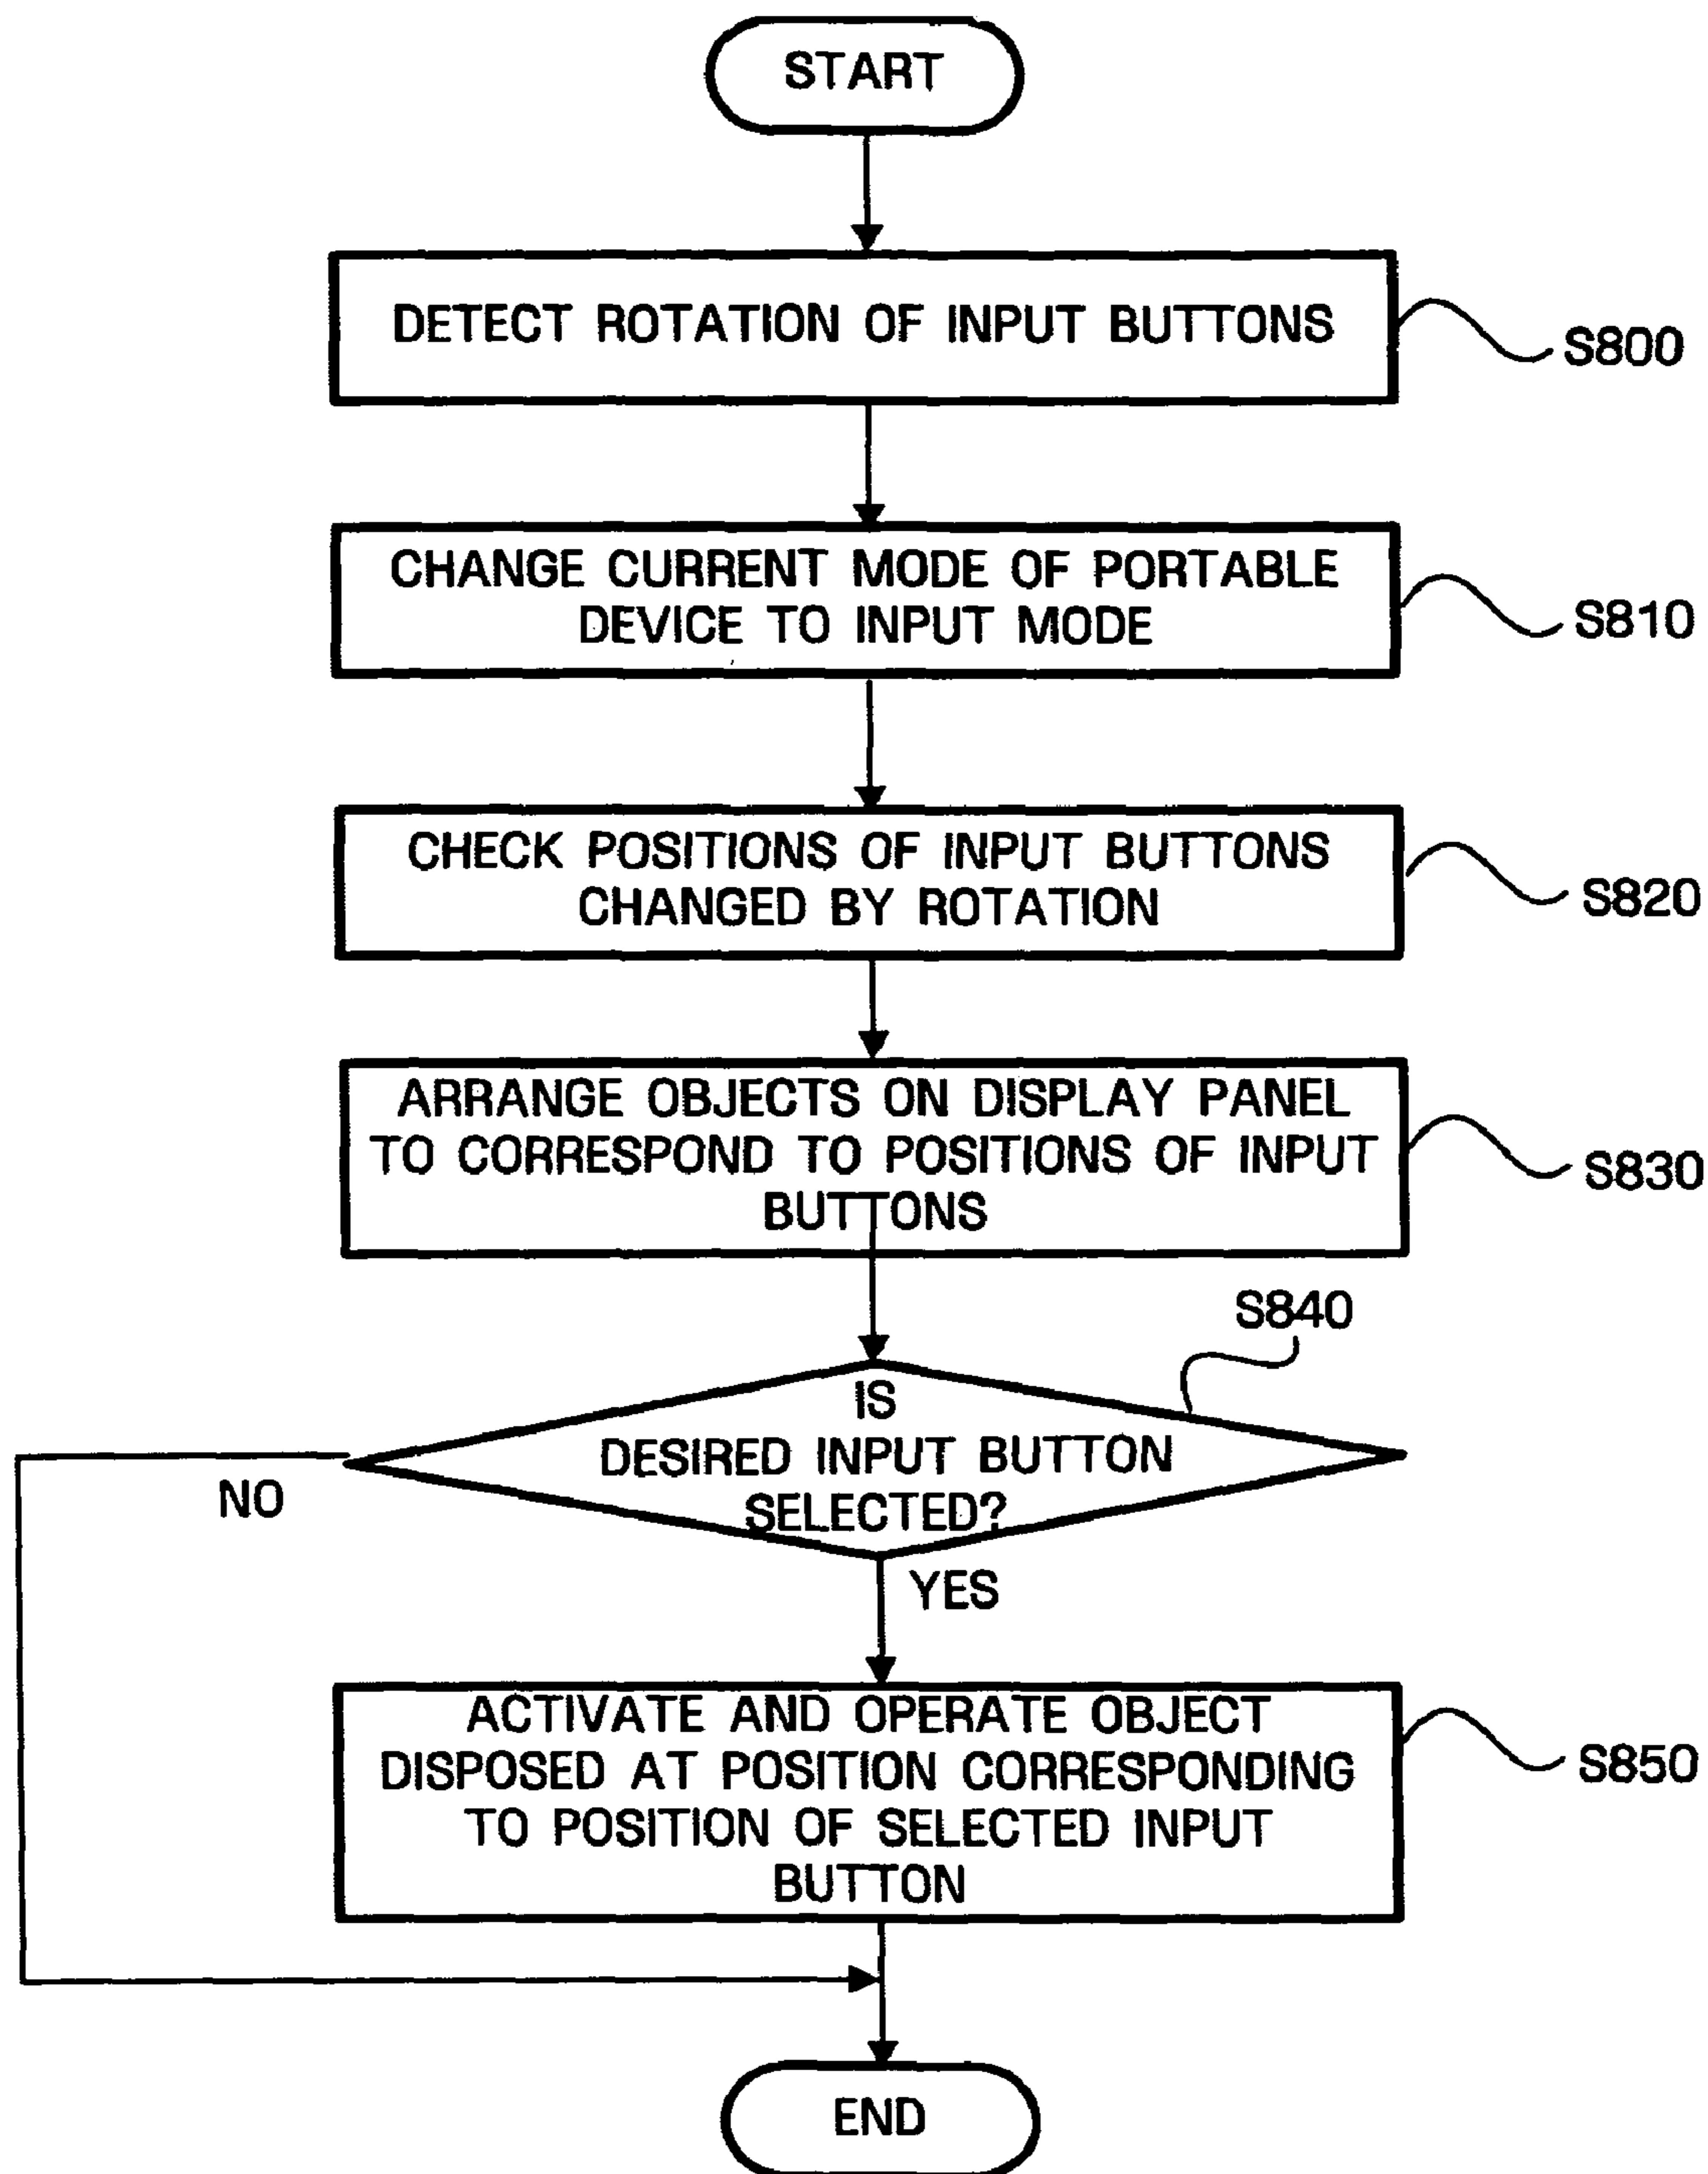 START
DETECT ROTATION OF INPUT BUTTONS
S800
CHANGE CURRENT MODE OF PORTABLE
DEVICE TO INPUT MODE
S810
CHECK POSITIONS OF INPUT BUTTONS
CHANGED BY ROTATION
S820
ARRANGE OBJECTS ON DISPLAY PANEL
TO CORRESPOND TO POSITIONS OF INPUT
BUTTONS
S830
S840
IS
DESIRED INPUT BUTTON
SELECTED?
NO
YES
ACTIVATE AND OPERATE OBJECT
DISPOSED AT POSITION CORRESPONDING
TO POSITION OF SELECTED INPUT
BUTTON
S850
END